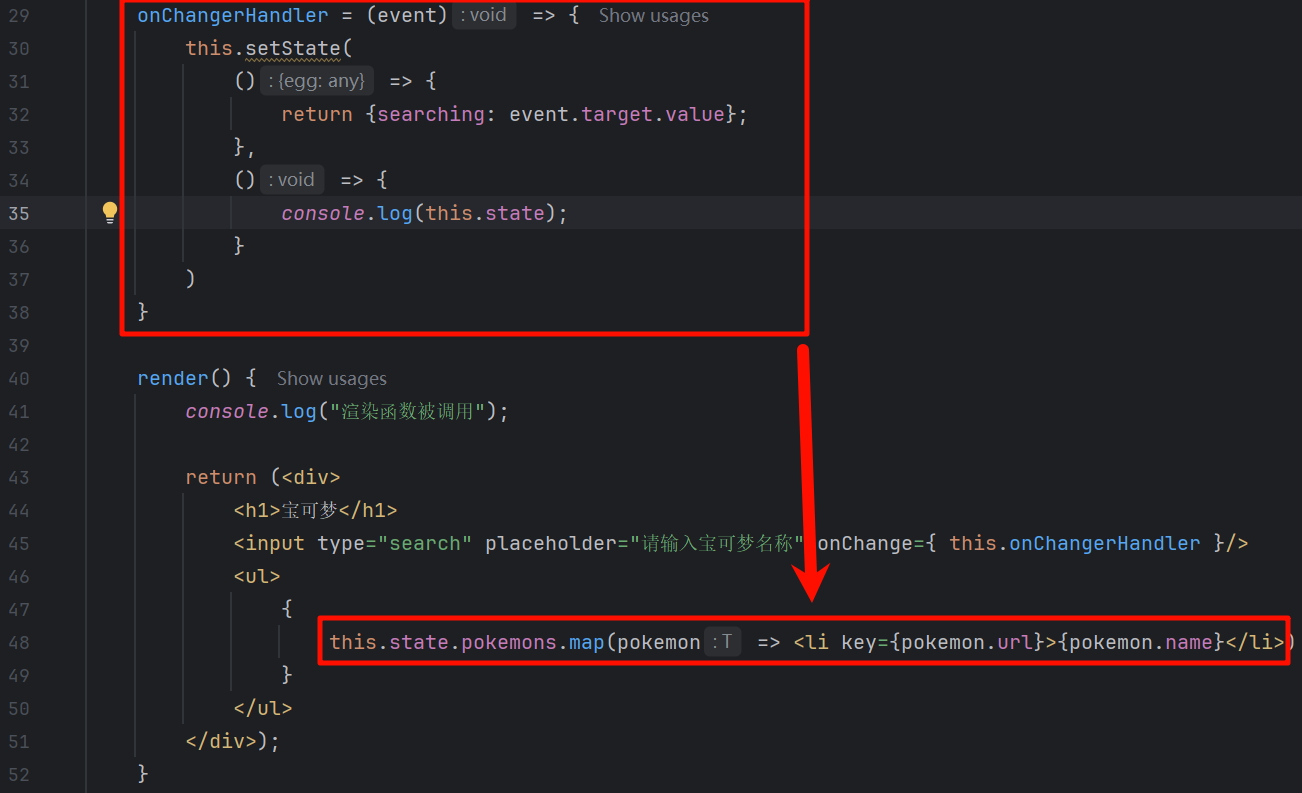 29 onChangerHandler = (event) : void => { Show usages
30 this.setState(
31 () : {egg: any} => {
32 return {searching: event.target.value};
33 },
34 () : void => {
35 console.log(this.state);
36 }
37 )
38 }
39
40 render() { Show usages
41 console.log("渲染函数被调用");
42
43 return (<div>
44 <h1>宝可梦</h1>
45 <input type="search" placeholder="请输入宝可梦名称" onChange={ this.onChangerHandler }/>
46 <ul>
47 {
48 this.state.pokemons.map(pokemon : T => <li key={pokemon.url}>{pokemon.name}</li>)
49 }
50 </ul>
51 </div>);
52 }